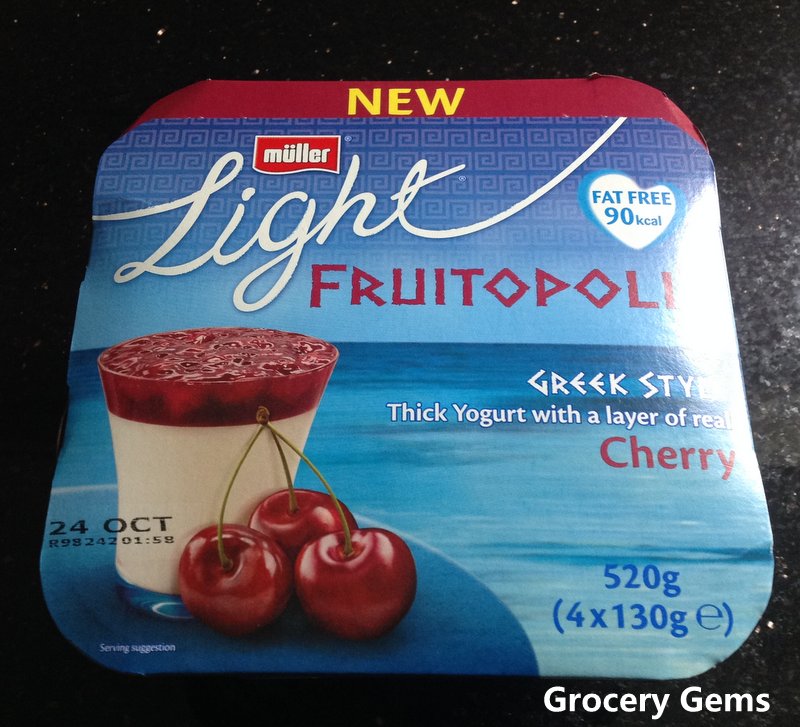 NEW
müller
Light
FAT FREE
90kcal
FRUITOPOLI
GREEK
Thick Yogurt with a layer of real
Cherry
24 OCT
R9824201:58
520g
(4x130g e)
Serving suggestion
Grocery Gems